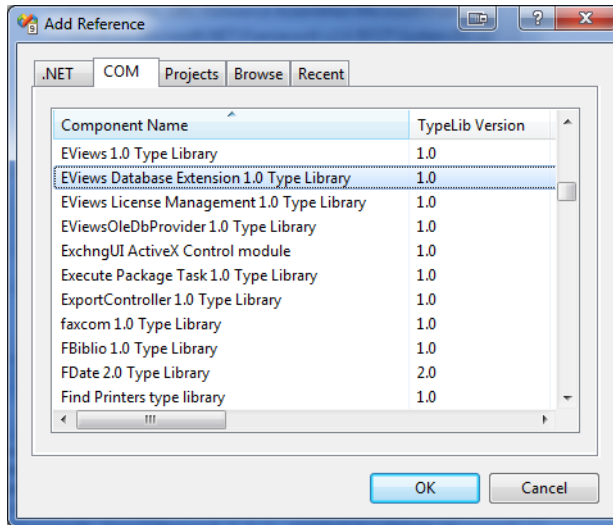 Add Reference
.NET COM Projects Browse Recent
Component Name TypeLib Version
EViews 1.0 Type Library 1.0
EViews Database Extension 1.0 Type Library 1.0
EViews License Management 1.0 Type Library 1.0
EViewsOleDbProvider 1.0 Type Library 1.0
ExchngUI ActiveX Control module 1.0
Execute Package Task 1.0 Type Library 1.0
ExportController 1.0 Type Library 1.0
faxcom 1.0 Type Library 1.0
FBiblio 1.0 Type Library 1.0
FDate 2.0 Type Library 2.0
Find Printers type library 1.0
OK Cancel